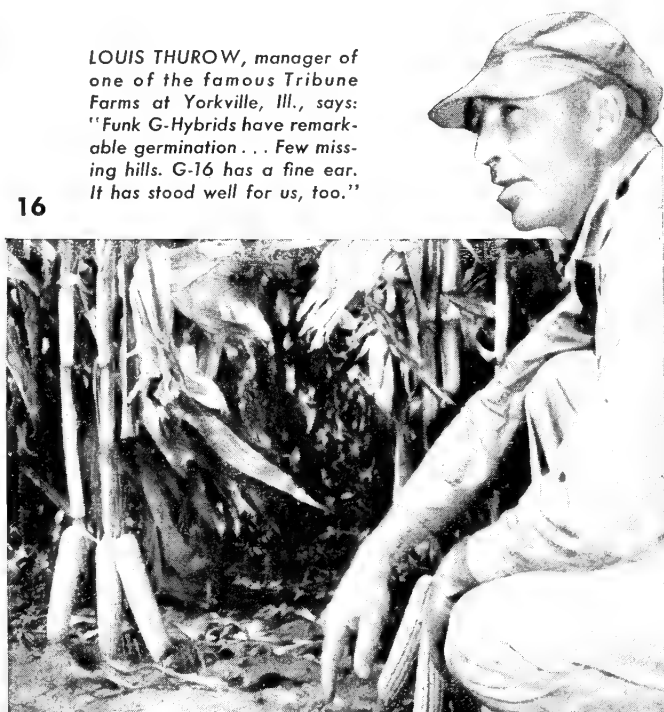 LOUIS THUROW, manager of
one of the famous Tribune
Farms at Yorkville, Ill., says:
"Funk G-Hybrids have remark-
able germination . . . Few miss-
ing hills. G-16 has a fine ear.
It has stood well for us, too."
16